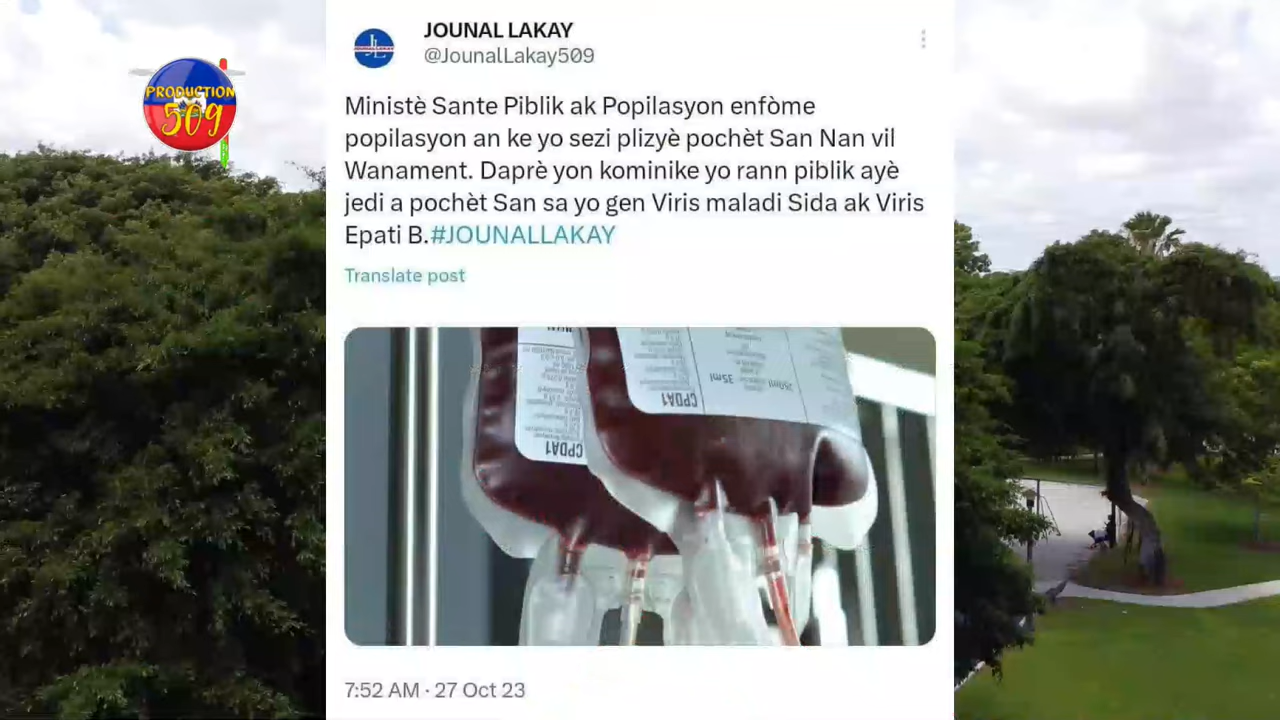 PRODUCTION
509
JOUNAL LAKAY
@JounalLakay509
Ministè Sante Piblik ak Popilasyon enfòme
popilasyon an ke yo sezi plizyè pochèt San Nan vil
Wanament. Daprè yon kominike yo rann piblik ayè
jedi a pochèt San sa yo gen Viris maladi Sida ak Viris
Epati B.#JOUNALLAKAY
Translate post
CPDA1
CPDA1
35ml
250ml
7:52 AM · 27 Oct 23